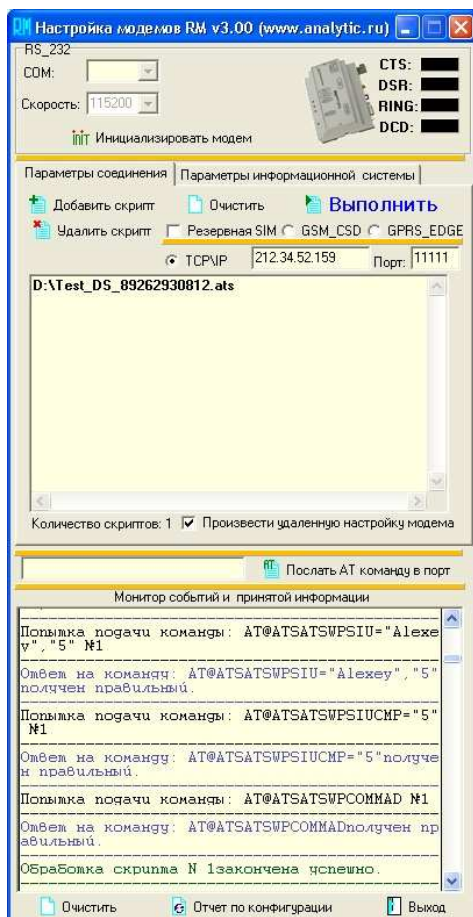 Настройка модемов RM v3.00 (www.analytic.ru)
RS_232
COM:
Скорость: 115200
INIT Инициализировать модем
CTS:
DSR:
RING:
DCD:
Параметры соединения Параметры информационной системы
Добавить скрипт Очистить Выполнить
Удалить скрипт Резервная SIM GSM_CSD GPRS_EDGE
TCP\IP 212.34.52.159 Порт: 11111
D:\Test_DS_89262930812.ats
Количество скриптов: 1 Произвести удаленную настройку модема
AT Послать АТ команду в порт
Монитор событий и принятой информации
Попытка подачи команды: AT@ATSATSWPSIU="Alexe
y","5" №1
Ответ на команду: AT@ATSATSWPSIU="Alexey","5"
получен правильный.
Попытка подачи команды: AT@ATSATSWPSIUCMP="5"
№1
Ответ на команду: AT@ATSATSWPSIUCMP="5"получе
н правильный.
Попытка подачи команды: AT@ATSATSWPCOMMAD №1
Ответ на команду: AT@ATSATSWPCOMMADполучен пр
авильный.
Обработка скрипта N 1закончена успешно.
Очистить Отчет по конфигурации Выход